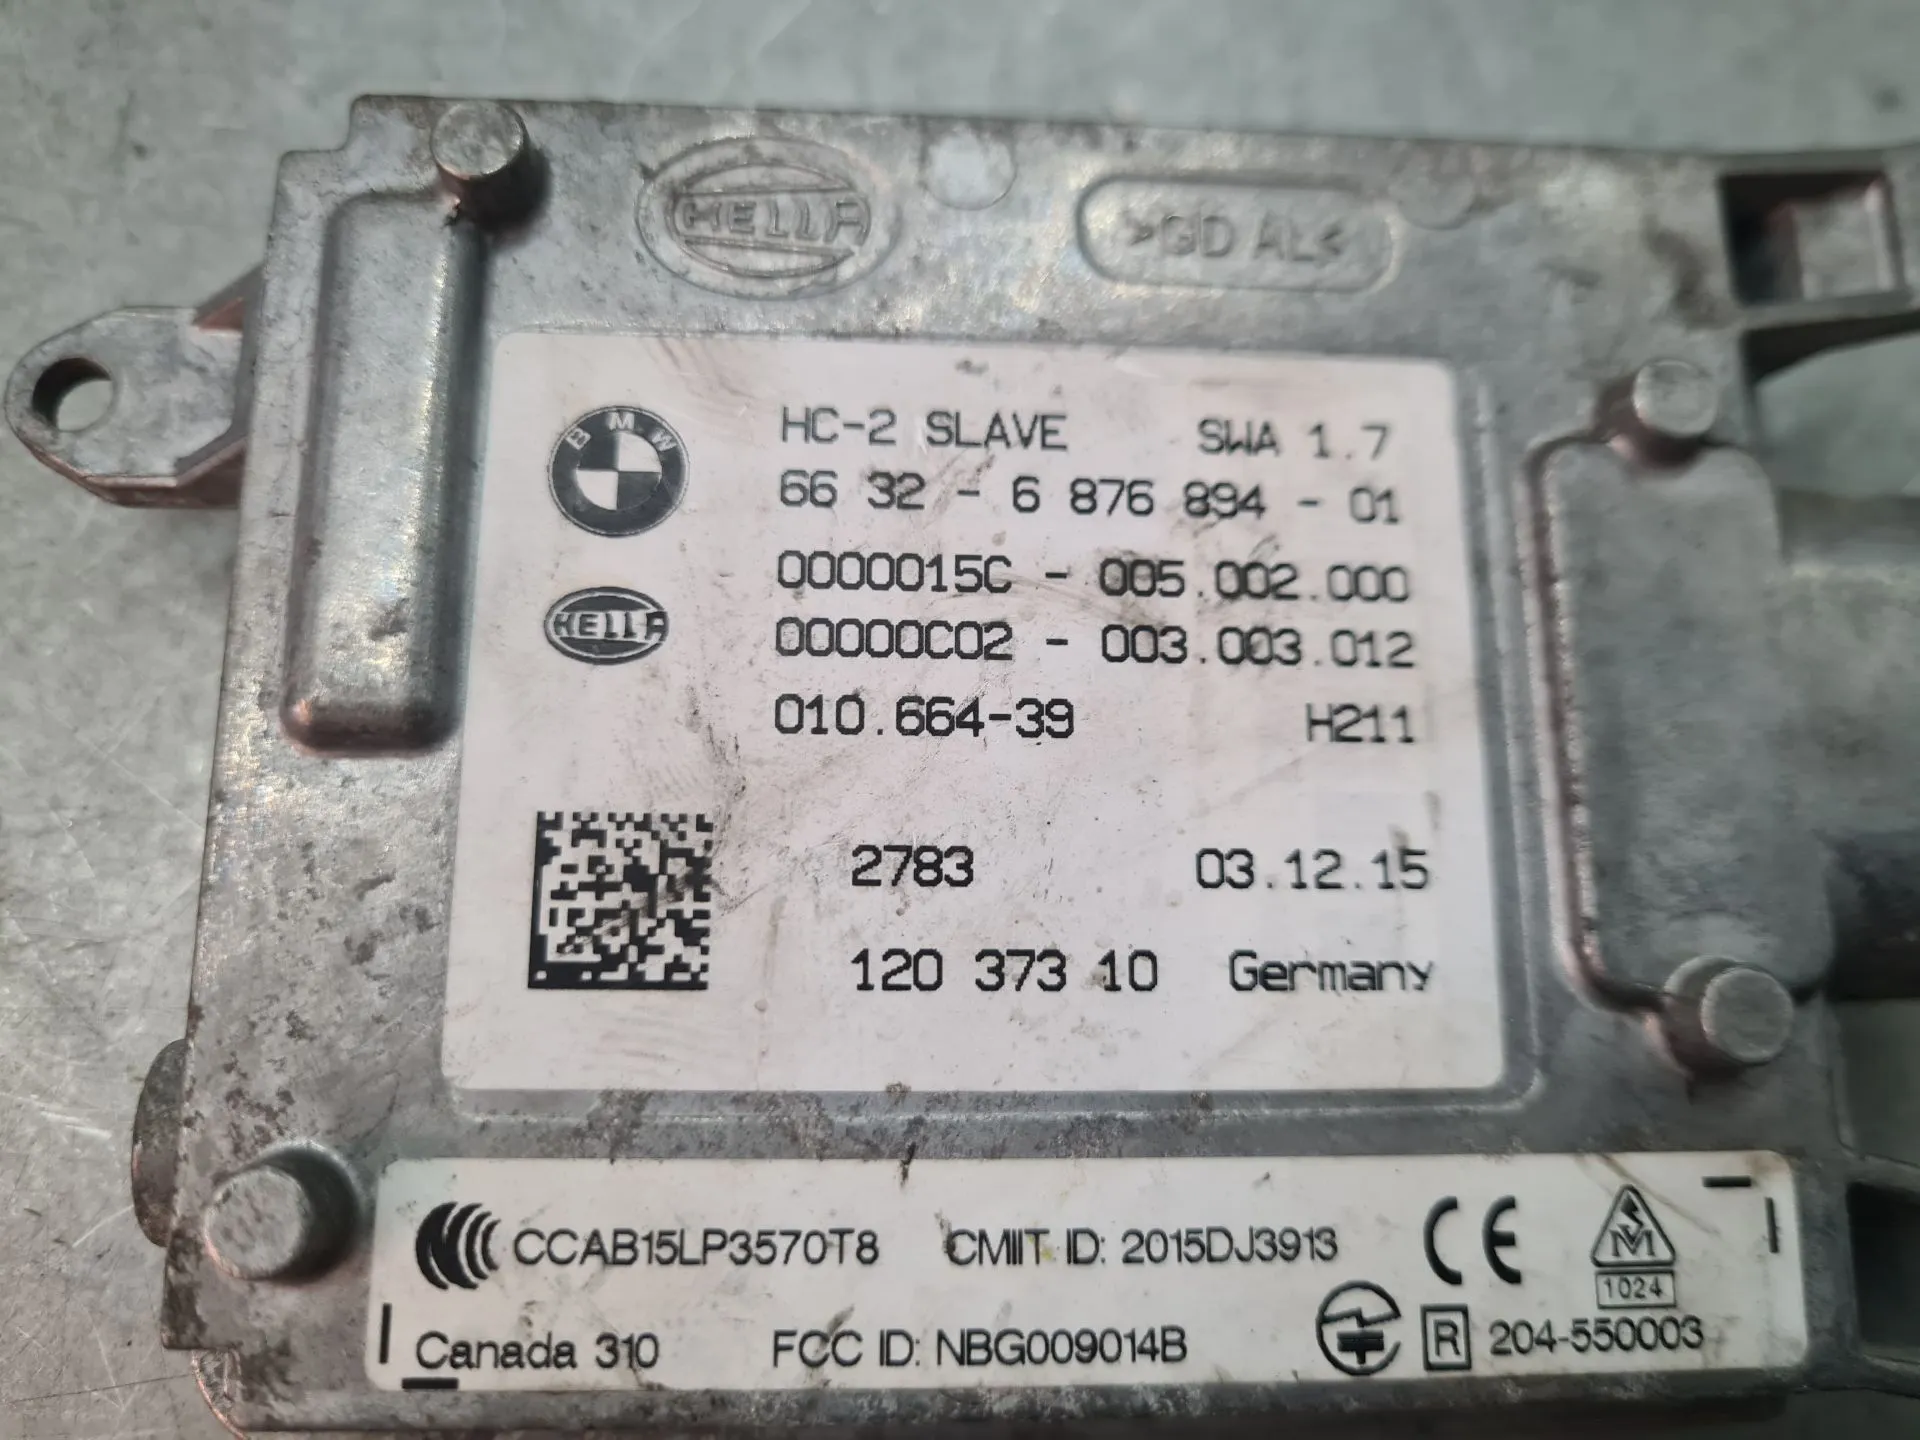 HELLA >GD AL<
BMW HC-2 SLAVE SWA 1.7
66 32 - 6 876 894 - 01
0000015C - 005.002.000
HELLA 00000C02 - 003.003.012
010.664-39 H211
2783 03.12.15
120 373 10 Germany
CCAB15LP3570T8 CMIIT ID: 2015DJ3913 CE
1024
Canada 310 FCC ID: NBG009014B R 204-550003